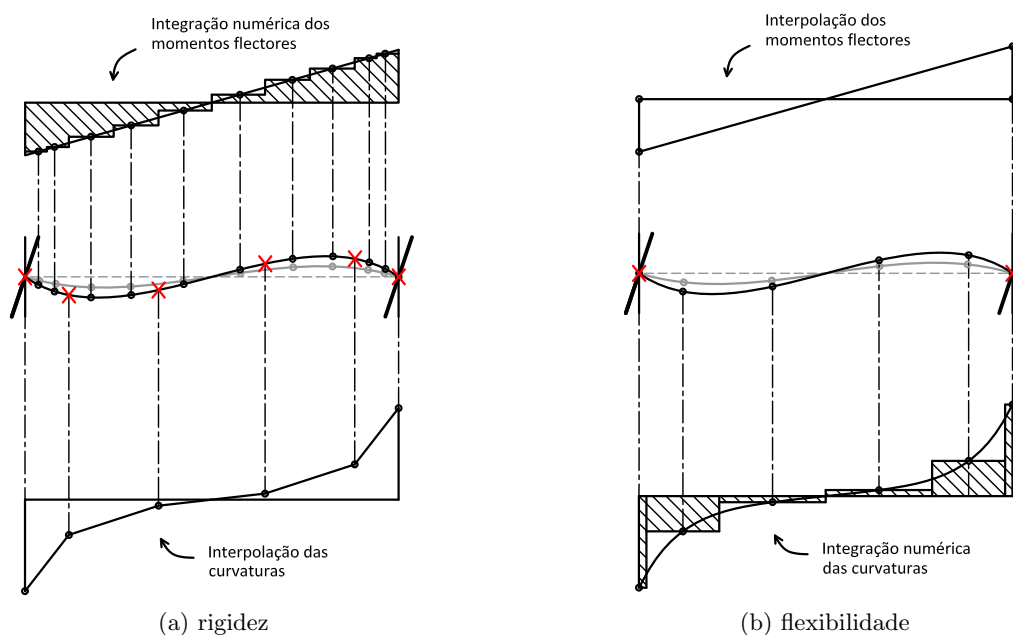 Integração numérica dos
momentos flectores
Interpolação das
curvaturas
(a) rigidez
Interpolação dos
momentos flectores
Integração numérica
das curvaturas
(b) flexibilidade